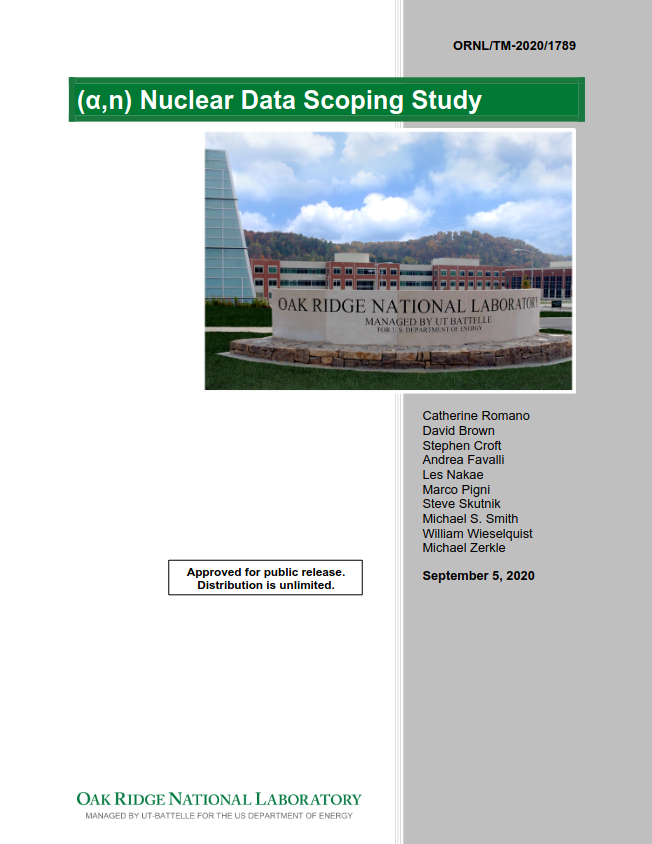 ORNL/TM-2020/1789
(α,n) Nuclear Data Scoping Study
OAK RIDGE NATIONAL LABORATORY
MANAGED BY UT BATTELLE
FOR U.S. DEPARTMENT OF ENERGY
Catherine Romano
David Brown
Stephen Croft
Andrea Favalli
Les Nakae
Marco Pigni
Steve Skutnik
Michael S. Smith
William Wieselquist
Michael Zerkle
Approved for public release.
Distribution is unlimited.
September 5, 2020
OAK RIDGE NATIONAL LABORATORY
MANAGED BY UT-BATTELLE FOR THE US DEPARTMENT OF ENERGY